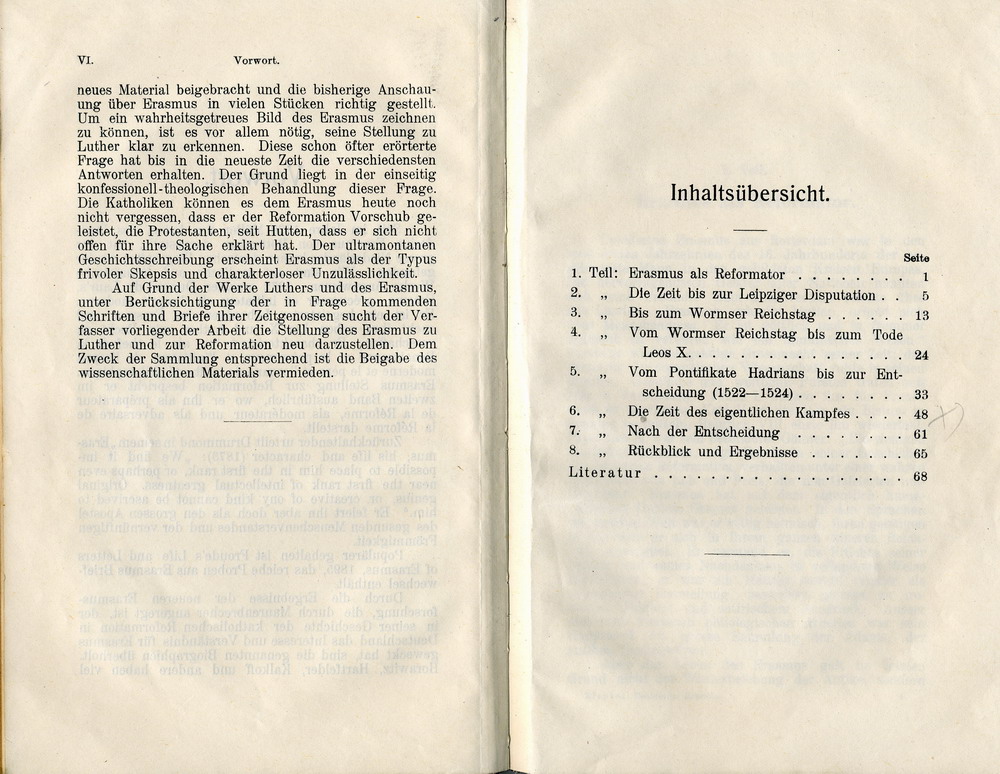 VI. Vorwort.
neues Material beigebracht und die bisherige Anschau-
ung über Erasmus in vielen Stücken richtig gestellt.
Um ein wahrheitsgetreues Bild des Erasmus zeichnen
zu können, ist es vor allem nötig, seine Stellung zu
Luther klar zu erkennen. Diese schon öfter erörterte
Frage hat bis in die neueste Zeit die verschiedensten
Antworten erhalten. Der Grund liegt in der einseitig
konfessionell-theologischen Behandlung dieser Frage.
Die Katholiken können es dem Erasmus heute noch
nicht vergessen, dass er der Reformation Vorschub ge-
leistet, die Protestanten, seit Hutten, dass er sich nicht
offen für ihre Sache erklärt hat. Der ultramontanen
Geschichtsschreibung erscheint Erasmus als der Typus
frivoler Skepsis und charakterloser Unzulässlichkeit.
Auf Grund der Werke Luthers und des Erasmus,
unter Berücksichtigung der in Frage kommenden
Schriften und Briefe ihrer Zeitgenossen sucht der Ver-
fasser vorliegender Arbeit die Stellung des Erasmus zu
Luther und zur Reformation neu darzustellen. Dem
Zweck der Sammlung entsprechend ist die Beigabe des
wissenschaftlichen Materials vermieden.
Inhaltsübersicht.
Seite
1. Teil: Erasmus als Reformator . . . . . . . . 1
2. „ Die Zeit bis zur Leipziger Disputation . . 5
3. „ Bis zum Wormser Reichstag . . . . . . 13
4. „ Vom Wormser Reichstag bis zum Tode
Leos X. . . . . . . . . . . . . . . . 24
5. „ Vom Pontifikate Hadrians bis zur Ent-
scheidung (1522—1524) . . . . . . . . 33
6. „ Die Zeit des eigentlichen Kampfes . . . . 48
7. „ Nach der Entscheidung . . . . . . . 61
8. „ Rückblick und Ergebnisse . . . . . . 65
Literatur . . . . . . . . . . . . . . . . . 68